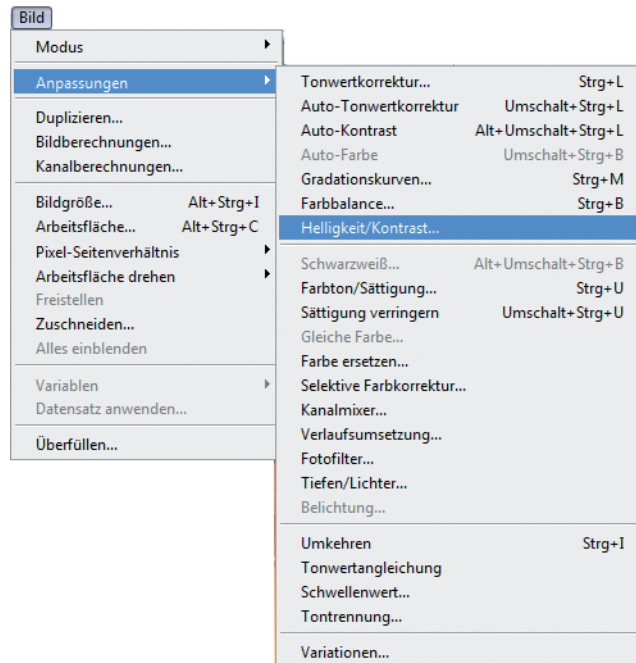 Bild
Modus
Anpassungen
Duplizieren...
Bildberechnungen...
Kanalberechnungen...
Bildgröße... Alt+Strg+I
Arbeitsfläche... Alt+Strg+C
Pixel-Seitenverhältnis
Arbeitsfläche drehen
Freistellen
Zuschneiden...
Alles einblenden
Variablen
Datensatz anwenden...
Überfüllen...
Tonwertkorrektur... Strg+L
Auto-Tonwertkorrektur Umschalt+Strg+L
Auto-Kontrast Alt+Umschalt+Strg+L
Auto-Farbe Umschalt+Strg+B
Gradationskurven... Strg+M
Farbbalance... Strg+B
Helligkeit/Kontrast...
Schwarzweiß... Alt+Umschalt+Strg+B
Farbton/Sättigung... Strg+U
Sättigung verringern Umschalt+Strg+U
Gleiche Farbe...
Farbe ersetzen...
Selektive Farbkorrektur...
Kanalmixer...
Verlaufsumsetzung...
Fotofilter...
Tiefen/Lichter...
Belichtung...
Umkehren Strg+I
Tonwertangleichung
Schwellenwert...
Tontrennung...
Variationen...